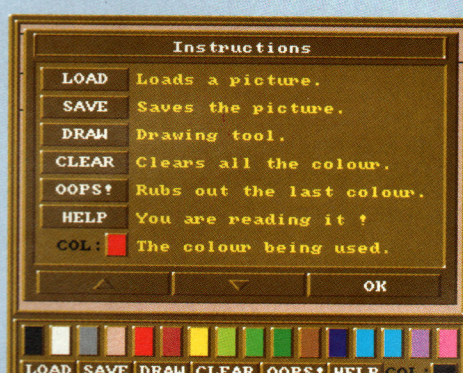 Instructions
LOAD Loads a picture.
SAVE Saves the picture.
DRAW Drawing tool.
CLEAR Clears all the colour.
OOPS! Rubs out the last colour.
HELP You are reading it !
COL: The colour being used.
OK
LOAD SAVE DRAW CLEAR OOPS! HELP COL: